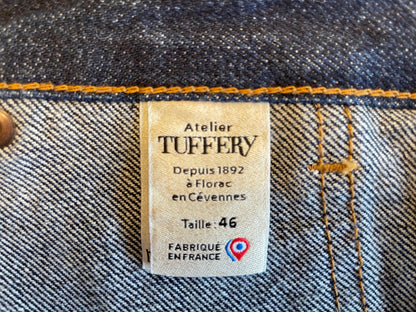 Atelier
TUFFERY
Depuis 1892
à Florac
en Cévennes
Taille: 46
FABRIQUÉ
EN FRANCE